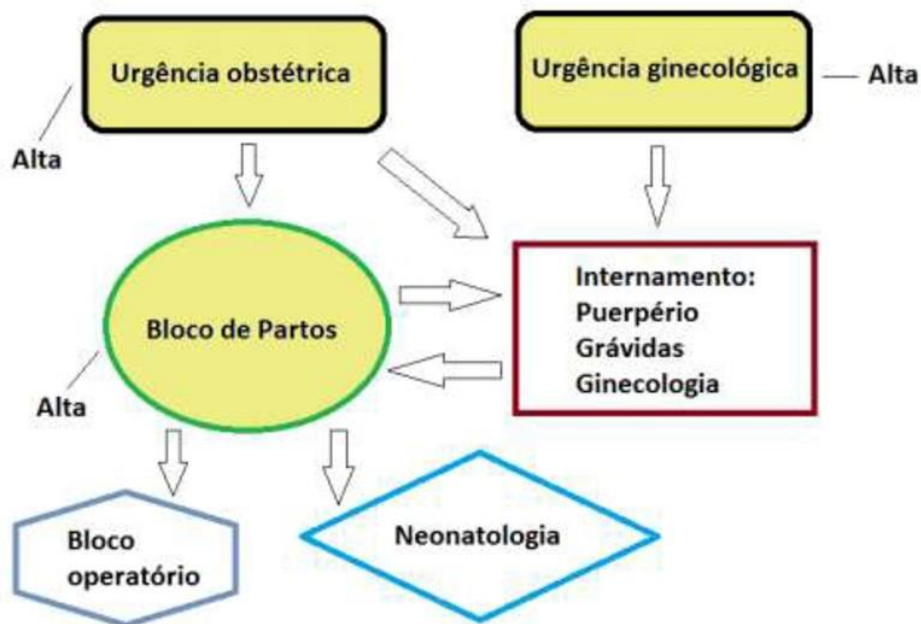 Urgência obstétrica
Urgência ginecológica
Alta
Alta
Internamento:
Puerpério
Grávidas
Ginecologia
Bloco de Partos
Alta
Bloco
operatório
Neonatologia